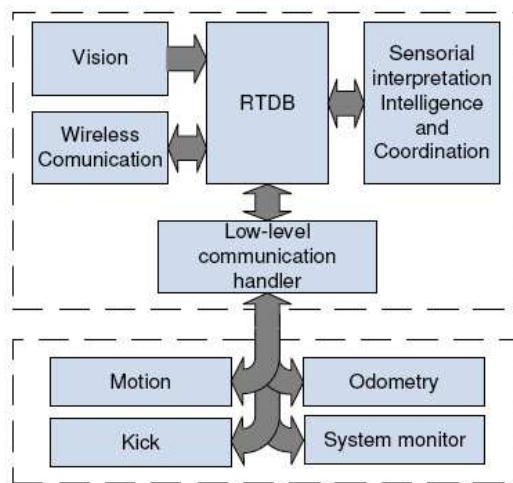 Vision
Wireless
Comunication
RTDB
Sensorial
interpretation
Intelligence
and
Coordination
Low-level
communication
handler
Motion
Odometry
Kick
System monitor